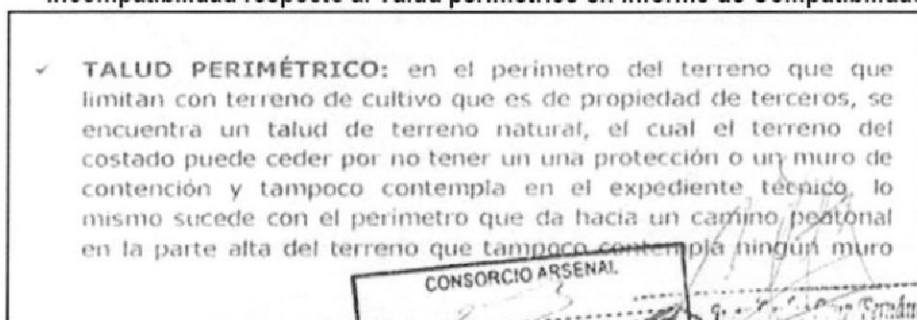 Incompatibilidad respecto al Talud perimétrico en Informe de Compatibilidad
✓ TALUD PERIMÉTRICO: en el perimetro del terreno que que
limitan con terreno de cultivo que es de propiedad de terceros, se
encuentra un talud de terreno natural, el cual el terreno del
costado puede ceder por no tener un una protección o un muro de
contención y tampoco contempla en el expediente técnico, lo
mismo sucede con el perimetro que da hacia un camino peatonal
en la parte alta del terreno que tampoco contempla ningún muro
CONSORCIO ARSENAL